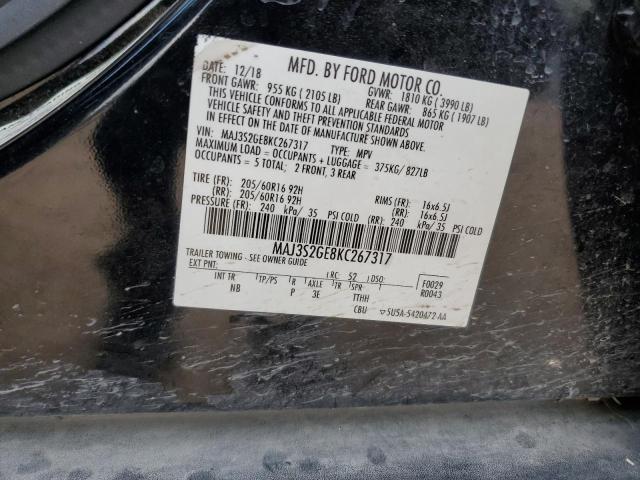 MFD. BY FORD MOTOR CO.
DATE: 12/18 GVWR: 1810 KG ( 3990 LB)
FRONT GAWR: 955 KG ( 2105 LB) REAR GAWR: 865 KG ( 1907 LB)
THIS VEHICLE CONFORMS TO ALL APPLICABLE FEDERAL MOTOR
VEHICLE SAFETY AND THEFT PREVENTION STANDARDS
IN EFFECT ON THE DATE OF MANUFACTURE SHOWN ABOVE.
VIN: MAJ3S2GE8KC267317 TYPE: MPV
MAXIMUM LOAD = OCCUPANTS + LUGGAGE = 375KG/ 827LB
OCCUPANTS = 5 TOTAL; 2 FRONT, 3 REAR
TIRE (FR): 205/60R16 92H RIMS (FR): 16x6.5J
(RR): 205/60R16 92H (RR): 16x6.5J
PRESSURE (FR): 240 kPa/ 35 PSI COLD (RR): 240 kPa/ 35 PSI COLD
MAJ3S2GE8KC267317
TRAILER TOWING - SEE OWNER GUIDE
EXT PNT: RC: 52 DSO: F0029
INT TR TP/PS R AXLE TR SPR R0043
NB P 3E TTHH
CBU 5U5A-5420472-AA